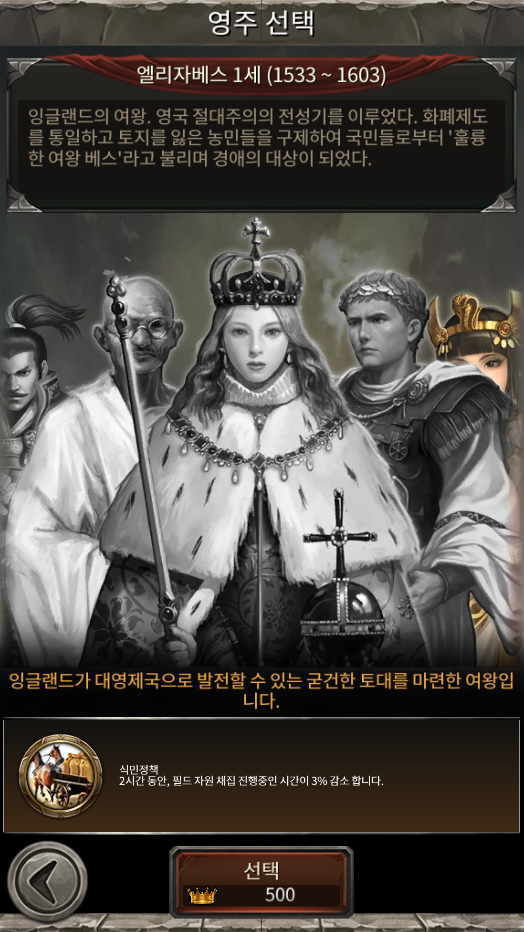 영주 선택
엘리자베스 1세 (1533 ~ 1603)
잉글랜드의 여왕. 영국 절대주의의 전성기를 이루었다. 화폐제도
를 통일하고 토지를 잃은 농민들을 구제하여 국민들로부터 '훌륭
한 여왕 베스'라고 불리며 경애의 대상이 되었다.
잉글랜드가 대영제국으로 발전할 수 있는 굳건한 토대를 마련한 여왕입
니다.
식민정책
2시간 동안, 필드 자원 채집 진행중인 시간이 3% 감소 합니다.
선택
500